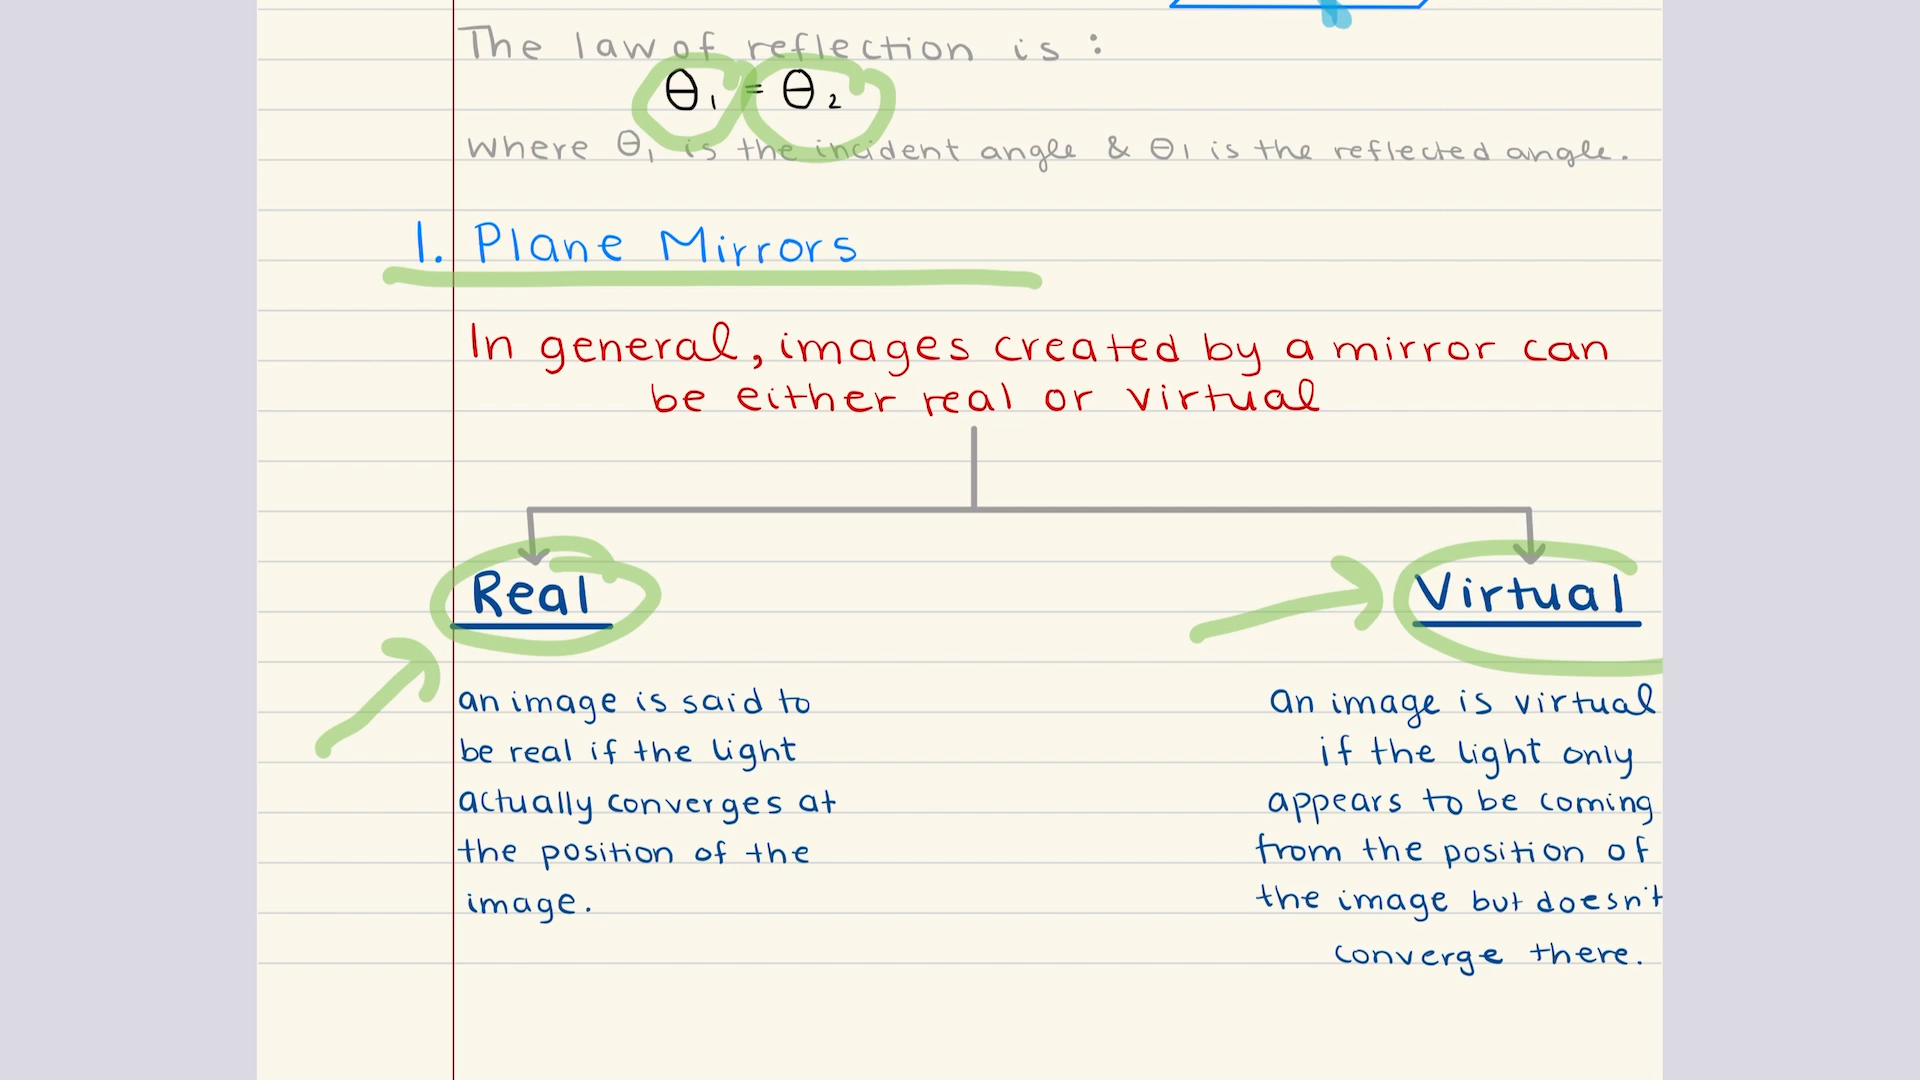 The law of reflection is :
θ₁ = θ₂
where θ₁ is the incident angle & θ1 is the reflected angle.
1. Plane Mirrors
In general, images created by a mirror can
be either real or virtual
Real
an image is said to
be real if the light
actually converges at
the position of the
image.
Virtual
an image is virtual
if the light only
appears to be coming
from the position of
the image but doesn't
converge there.